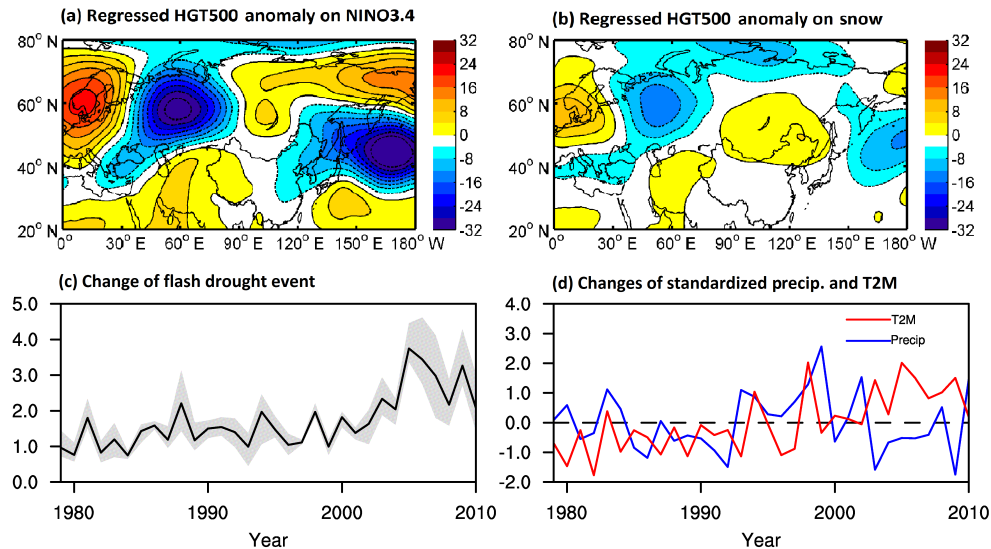 (a) Regressed HGT500 anomaly on NINO3.4
(b) Regressed HGT500 anomaly on snow
80° N
60° N
40° N
20° N
0°
30° E
60° E
90° E
120° E
150° E
180° W
32
24
16
8
0
-8
-16
-24
-32
80° N
60° N
40° N
20° N
0°
30° E
60° E
90° E
120° E
150° E
180° W
32
24
16
8
0
-8
-16
-24
-32
(c) Change of flash drought event
(d) Changes of standardized precip. and T2M
5.0
4.0
3.0
2.0
1.0
0.0
1980
1990
2000
2010
Year
4.0
3.0
2.0
1.0
0.0
-1.0
-2.0
T2M
Precip
1980
1990
2000
2010
Year